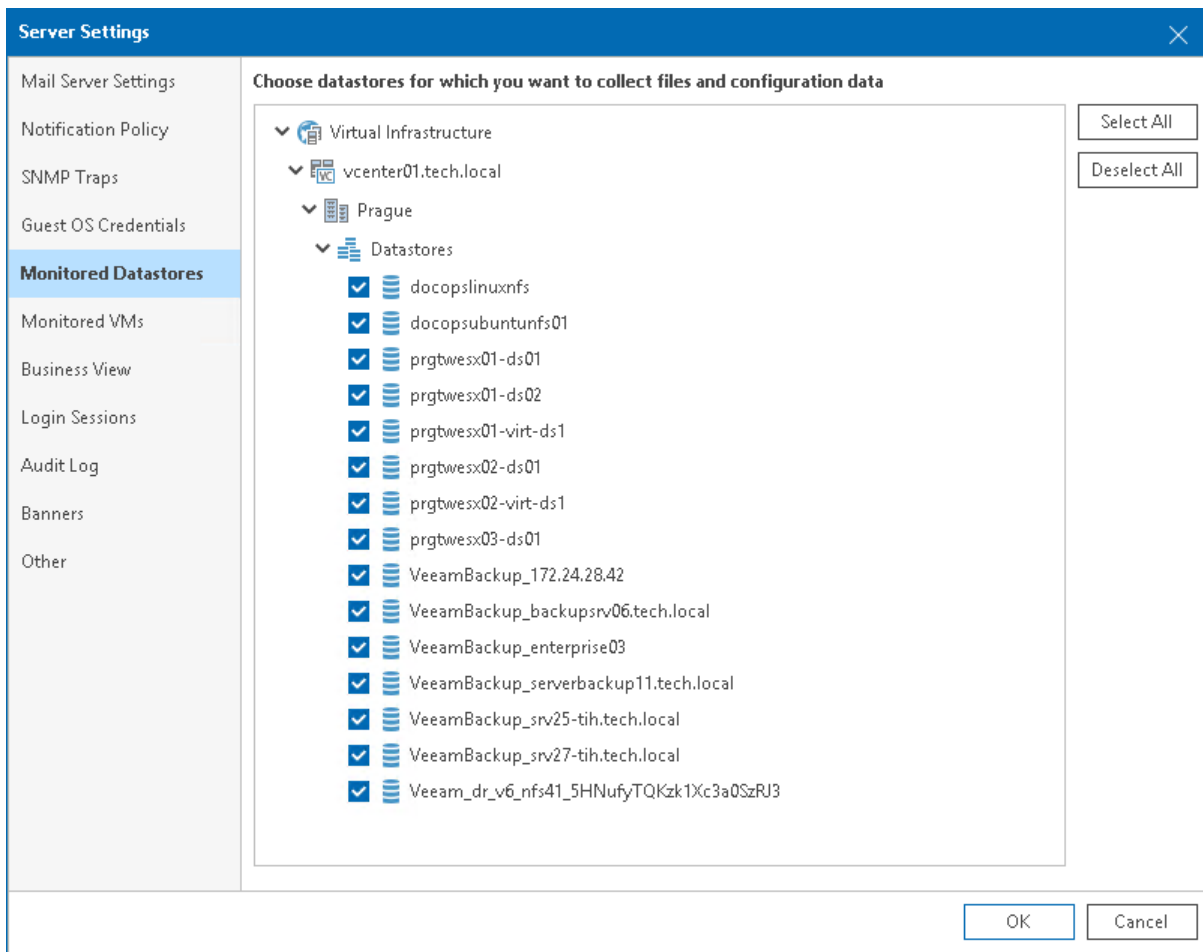 Server Settings
Mail Server Settings
Notification Policy
SNMP Traps
Guest OS Credentials
Monitored Datastores
Monitored VMs
Business View
Login Sessions
Audit Log
Banners
Other
Choose datastores for which you want to collect files and configuration data
Virtual Infrastructure
VC
vcenter01.tech.local
Prague
Datastores
docopslinuxnfs
docopsubuntunfs01
prgtwesx01-ds01
prgtwesx01-ds02
prgtwesx01-virt-ds1
prgtwesx02-ds01
prgtwesx02-virt-ds1
prgtwesx03-ds01
VeeamBackup_172.24.28.42
VeeamBackup_backupsrv06.tech.local
VeeamBackup_enterprise03
VeeamBackup_serverbackup11.tech.local
VeeamBackup_srv25-tih.tech.local
VeeamBackup_srv27-tih.tech.local
Veeam_dr_v6_nfs41_5HNufyTQKzk1Xc3a0SzRJ3
Select All
Deselect All
OK
Cancel